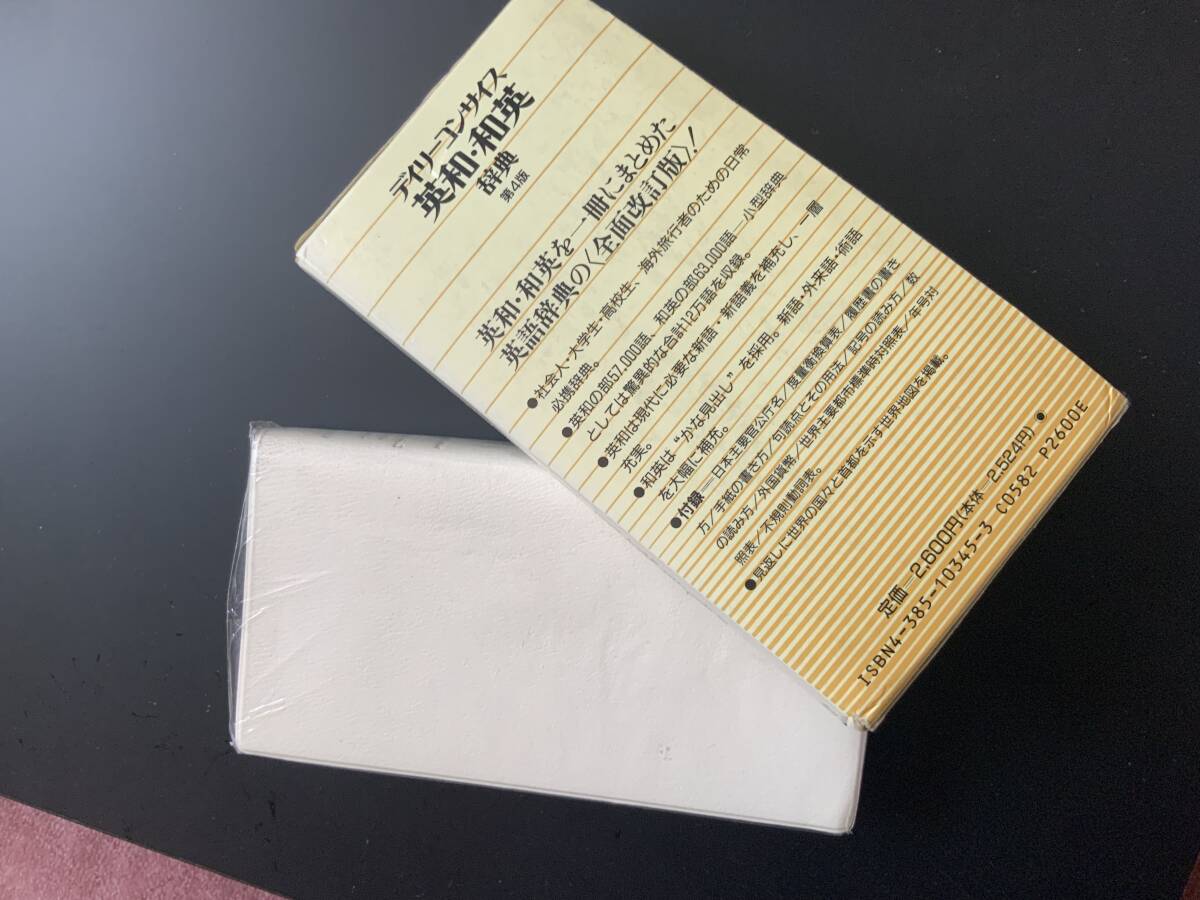 デイリーコンサイス
英和・和英
辞典
第4版
英和・和英を一冊にまとめた
英語辞典の〈全面改訂版〉!
●社会人・大学生・高校生、海外旅行者のための日常
必携辞典。
●英和の部57,000語、和英の部63,000語—小型辞典
としては驚異的な合計12万語を収録。
●英和は現代に必要な新語・新語義を補充し、一層
充実。
●和英は“かな見出し”を採用。新語・外来語・術語
を大幅に補充。
●付録=日本主要官公庁名/度量衡換算表/履歴書の書き
方/手紙の書き方/句読点とその用法/記号の読み方/数
の読み方/外国貨幣/世界主要都市標準時対照表/年号対
照表/不規則動詞表。
●見返しに世界の国々と首都を示す世界地図を掲載。
定価=2,600円(本体=2,524円)●
ISBN4-385-10345-3 C0582 P2600E